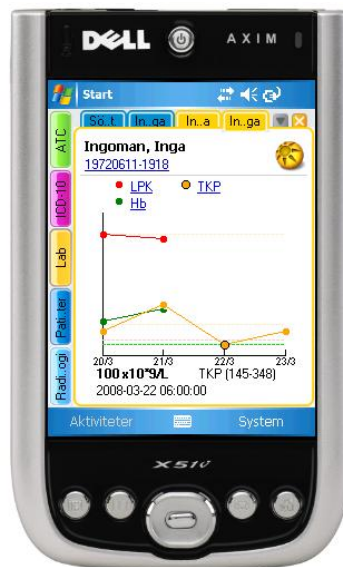 DELL
AXIM
Start
Sö..t In..ga In..a In..ga
ATC
ICD-10
Lab
Pati..ter
Radi..ogi
Ingoman, Inga
19720611-1918
LPK TKP
Hb
20/3 21/3 22/3 23/3
100 x10*9/L TKP (145-348)
2008-03-22 06:00:00
Aktiviteter System
X51v